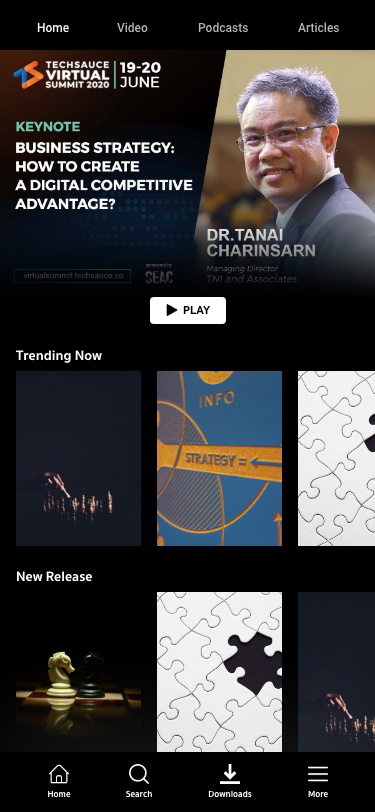 Home
Video
Podcasts
Articles
TECHSAUCE
VIRTUAL
SUMMIT 2020
19-20
JUNE
KEYNOTE
BUSINESS STRATEGY:
HOW TO CREATE
A DIGITAL COMPETITIVE
ADVANTAGE?
DR.TANAI
CHARINSARN
Managing Director
TNI and Associates
virtualsummit.techsauce.co
sponsored by
SEAC
PLAY
Trending Now
INFO
STRATEGY =
New Release
Home
Search
Downloads
More